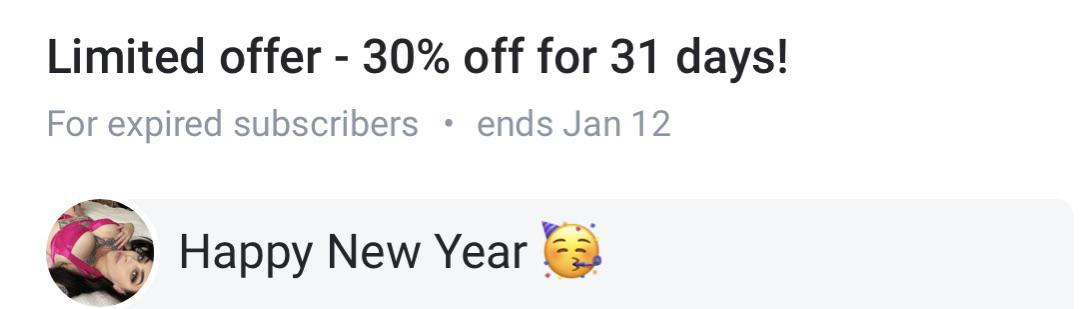 Limited offer - 30% off for 31 days!
For expired subscribers • ends Jan 12
Happy New Year 🥳